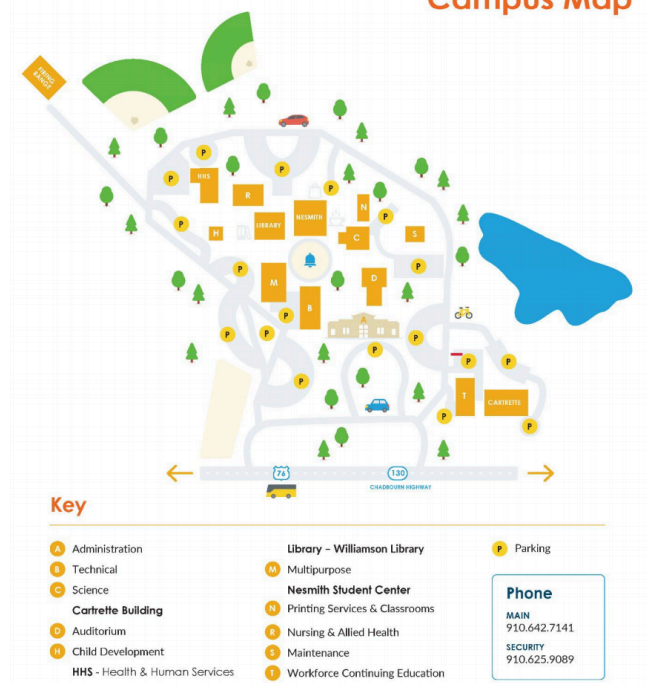 Campus Map
FIRING
RANGE
P
P
P
HHS
P
R
N
P
LIBRARY
NESMITH
P
H
C
S
P
P
M
D
B
P
A
P
P
P
P
P
P
P
T
CARTRETTE
P
P
76
130
CHADBOURN HIGHWAY
Key
A Administration
B Technical
C Science
Cartrette Building
D Auditorium
H Child Development
HHS - Health & Human Services
Library – Williamson Library
M Multipurpose
Nesmith Student Center
N Printing Services & Classrooms
R Nursing & Allied Health
S Maintenance
T Workforce Continuing Education
P Parking
Phone
MAIN
910.642.7141
SECURITY
910.625.9089